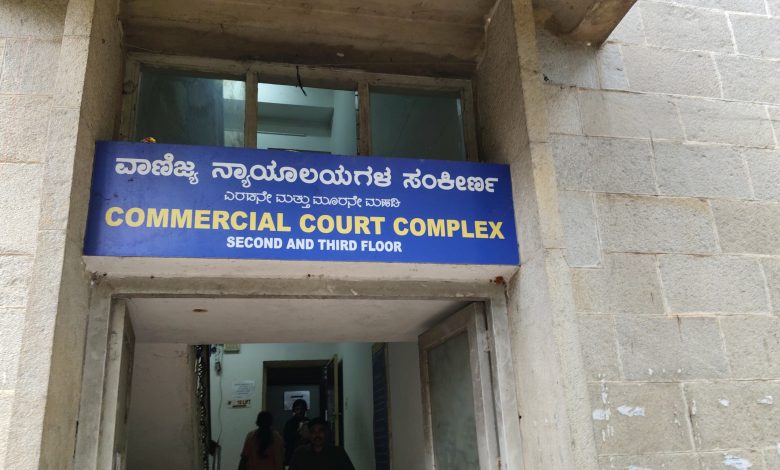 ವಾಣಿಜ್ಯ ನ್ಯಾಯಾಲಯಗಳ ಸಂಕೀರ್ಣ
ಎರಡನೇ ಮತ್ತು ಮೂರನೇ ಮಹಡಿ
COMMERCIAL COURT COMPLEX
SECOND AND THIRD FLOOR